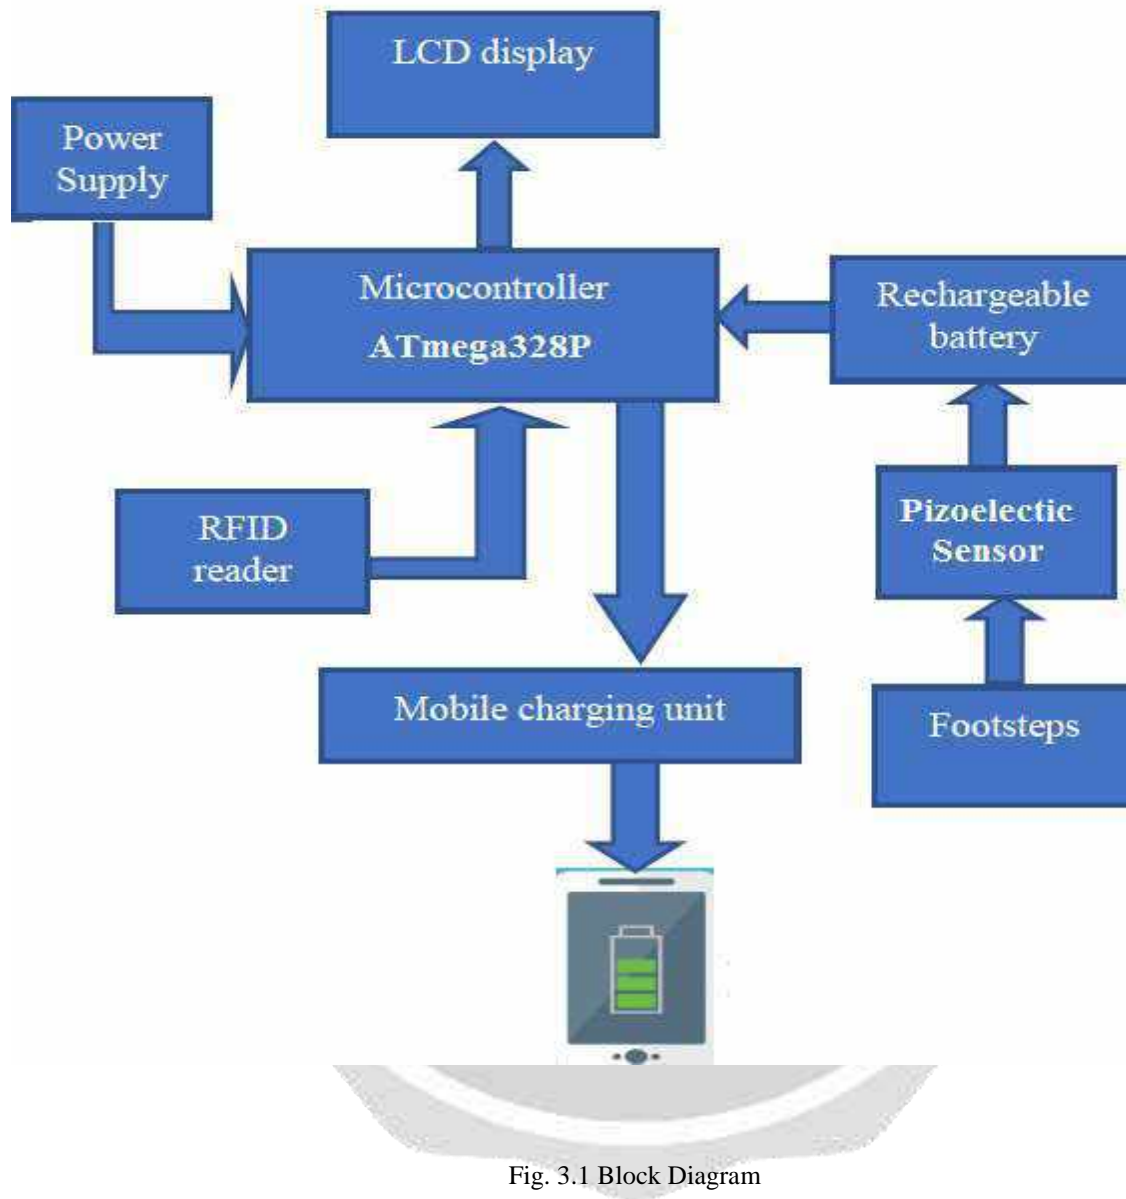 LCD display
Power
Supply
Microcontroller
ATmega328P
Rechargeable
battery
RFID
reader
Pizoelectic
Sensor
Mobile charging unit
Footsteps
Fig. 3.1 Block Diagram